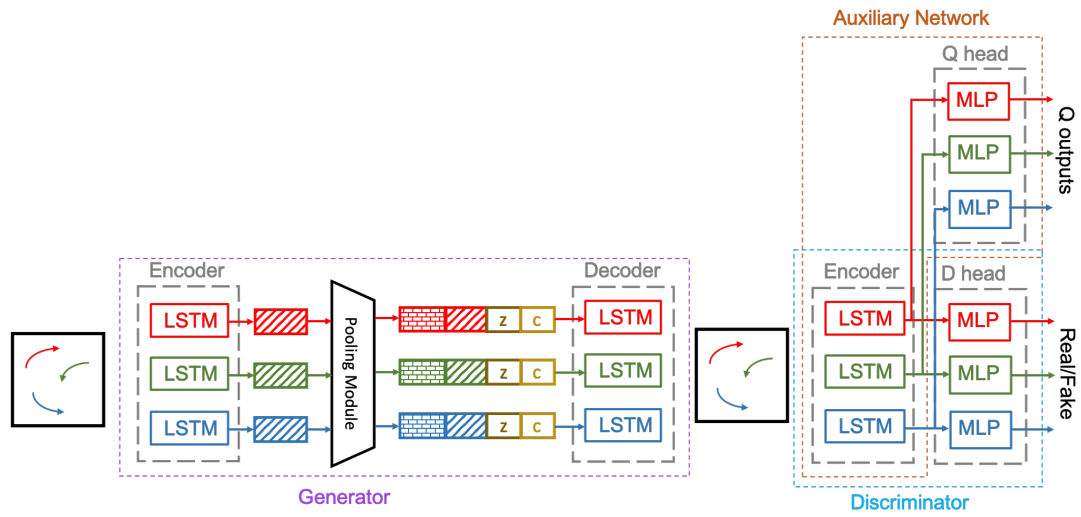 Auxiliary Network
Q head
MLP
MLP
MLP
Q outputs
Encoder
LSTM
LSTM
LSTM
Pooling Module
z c
z c
z c
Decoder
LSTM
LSTM
LSTM
Generator
Encoder
LSTM
LSTM
LSTM
D head
MLP
MLP
MLP
Real/Fake
Discriminator